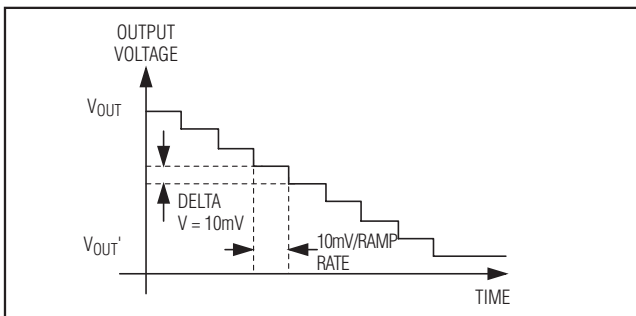 OUTPUT
VOLTAGE
VOUT
DELTA
V = 10mV
VOUT'
10mV/RAMP
RATE
TIME